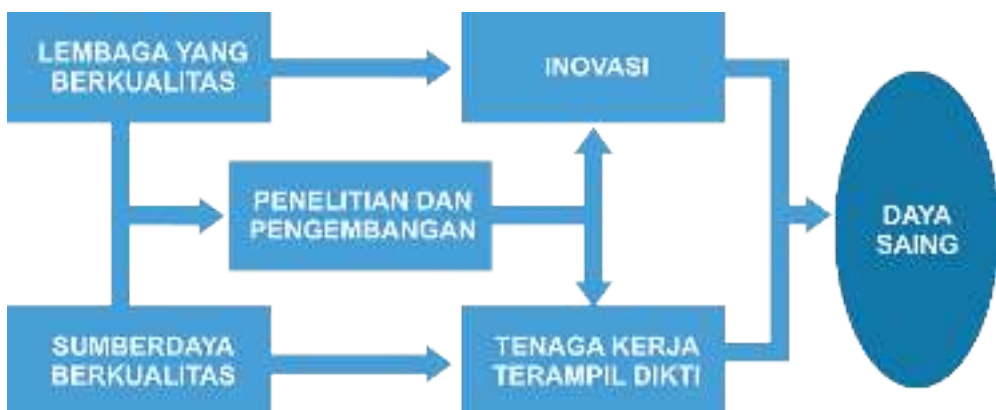 LEMBAGA YANG
BERKUALITAS
INOVASI
PENELITIAN DAN
PENGEMBANGAN
DAYA
SAING
SUMBERDAYA
BERKUALITAS
TENAGA KERJA
TERAMPIL DIKTI